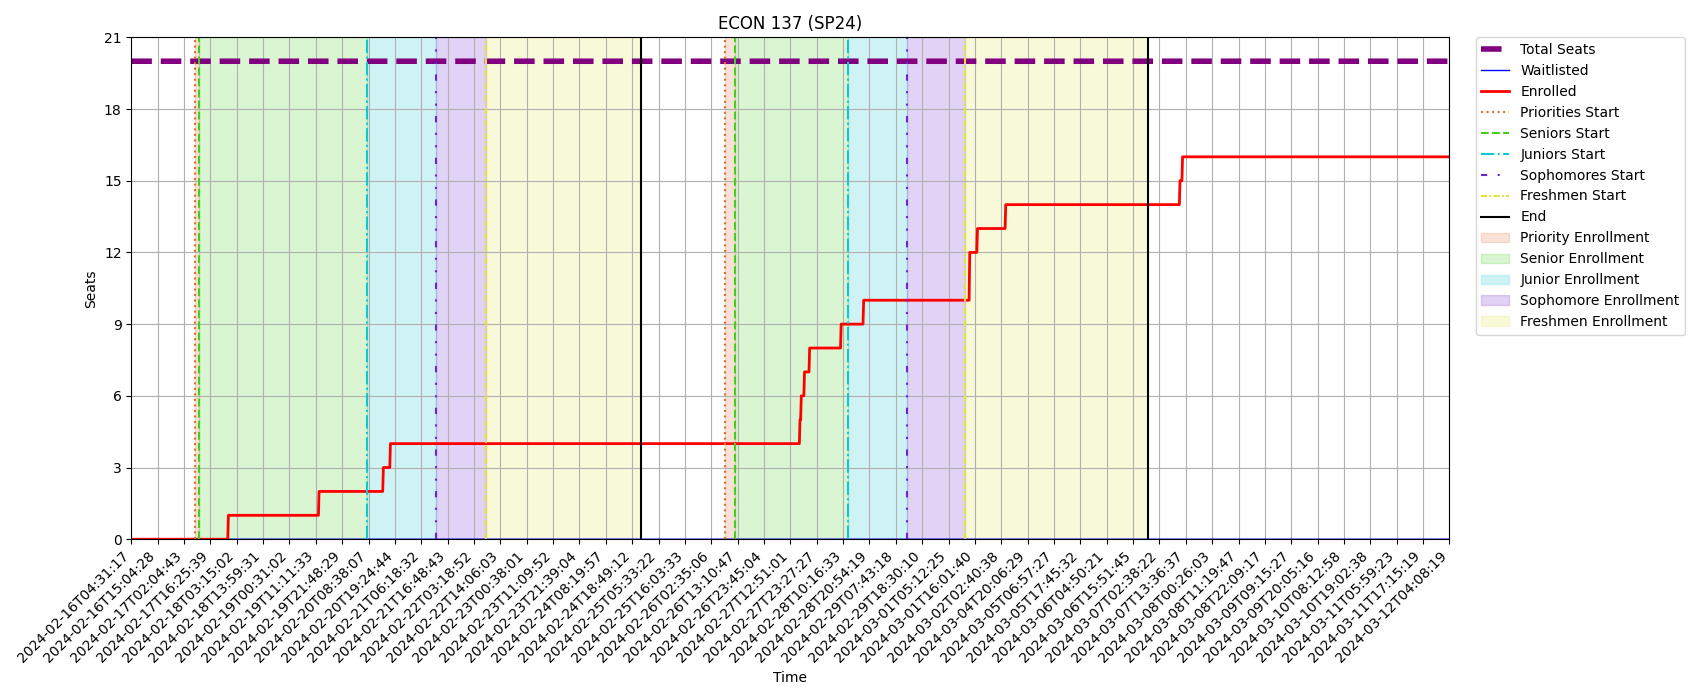 ECON 137 (SP24)
21
18
15
12
9
6
3
0
Seats
2024-02-16T04:31:17
2024-02-16T15:04:28
2024-02-17T02:04:43
2024-02-17T16:25:39
2024-02-18T03:15:02
2024-02-18T13:59:31
2024-02-19T00:31:02
2024-02-19T11:11:33
2024-02-19T21:48:29
2024-02-20T08:38:07
2024-02-20T19:24:44
2024-02-21T06:18:32
2024-02-21T16:48:43
2024-02-22T03:18:52
2024-02-22T14:06:03
2024-02-23T00:38:01
2024-02-23T11:09:52
2024-02-23T21:39:04
2024-02-24T08:19:57
2024-02-24T18:49:12
2024-02-25T05:33:22
2024-02-25T16:03:33
2024-02-26T02:35:06
2024-02-26T13:10:47
2024-02-26T23:45:04
2024-02-27T12:51:01
2024-02-27T23:27:27
2024-02-28T10:16:33
2024-02-28T20:54:19
2024-02-29T07:43:18
2024-02-29T18:30:10
2024-03-01T05:12:25
2024-03-01T16:01:40
2024-03-02T02:40:38
2024-03-04T20:06:29
2024-03-05T06:57:27
2024-03-05T17:45:32
2024-03-06T04:50:21
2024-03-06T15:51:45
2024-03-07T02:38:22
2024-03-07T13:36:37
2024-03-08T00:26:03
2024-03-08T11:19:47
2024-03-08T22:09:17
2024-03-09T09:15:27
2024-03-09T20:05:16
2024-03-10T08:12:58
2024-03-10T19:02:38
2024-03-11T05:59:23
2024-03-11T17:15:19
2024-03-12T04:08:19
Time
Total Seats
Waitlisted
Enrolled
Priorities Start
Seniors Start
Juniors Start
Sophomores Start
Freshmen Start
End
Priority Enrollment
Senior Enrollment
Junior Enrollment
Sophomore Enrollment
Freshmen Enrollment